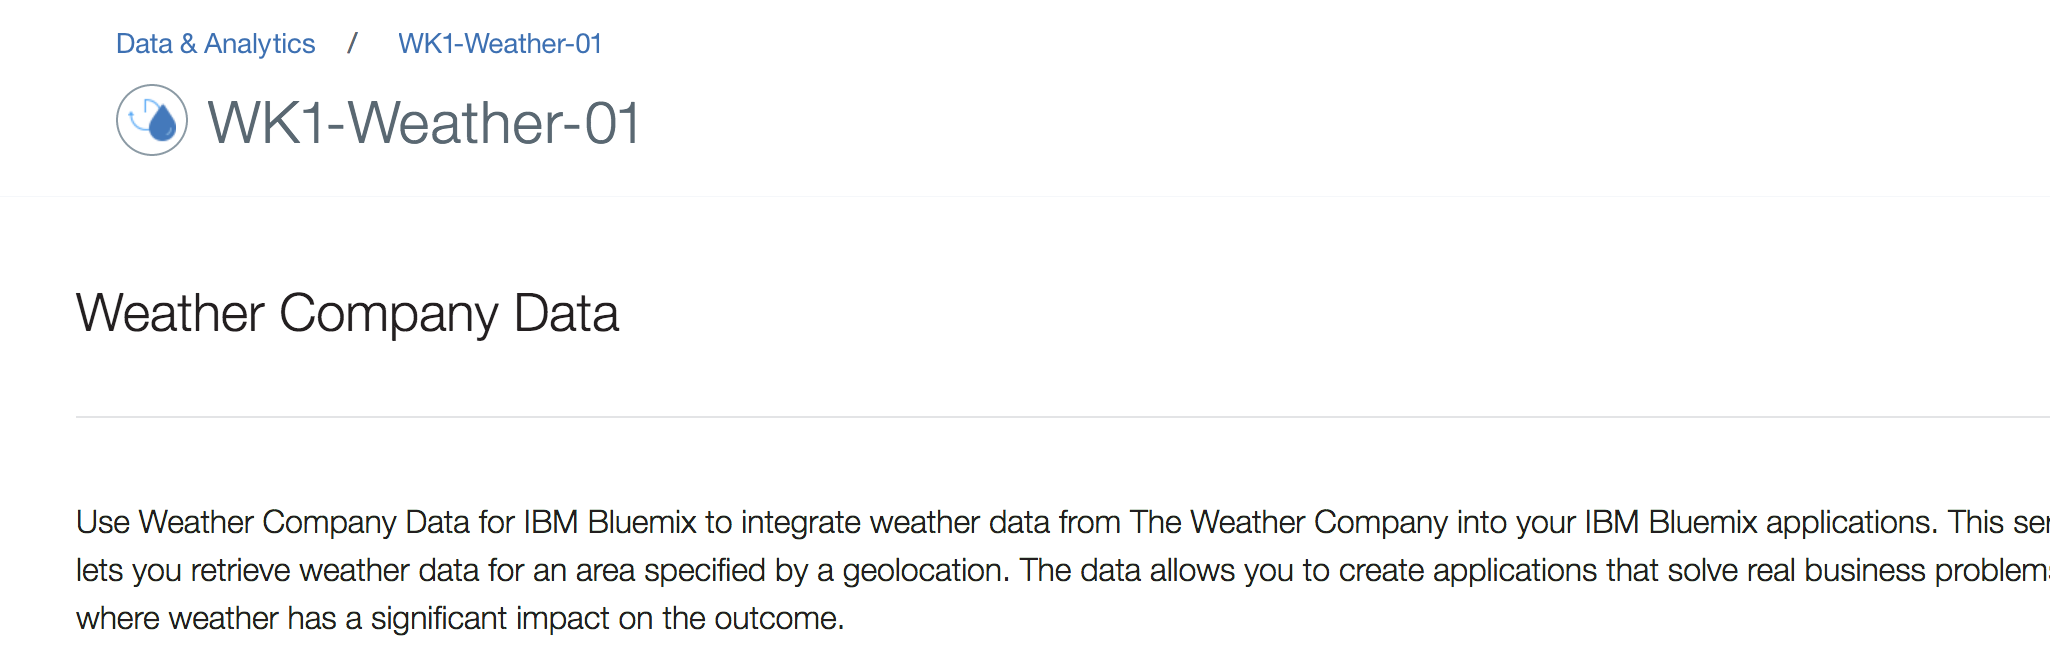 Data & Analytics / WK1-Weather-01
WK1-Weather-01
Weather Company Data
Use Weather Company Data for IBM Bluemix to integrate weather data from The Weather Company into your IBM Bluemix applications. This
lets you retrieve weather data for an area specified by a geolocation. The data allows you to create applications that solve real business
where weather has a significant impact on the outcome.